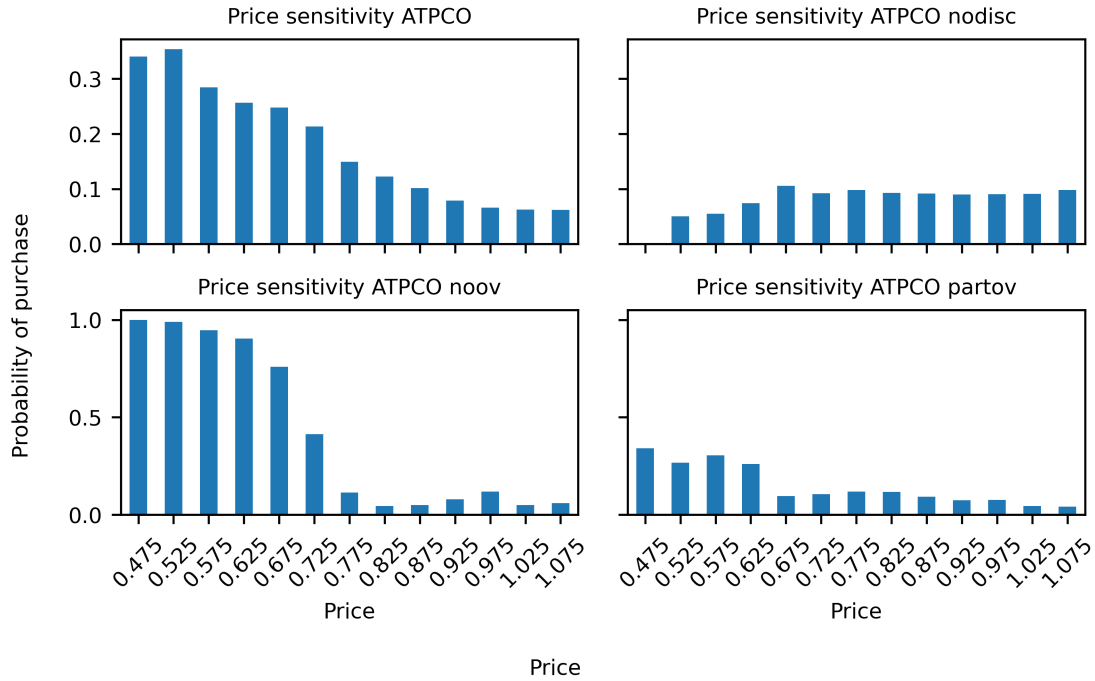 Price sensitivity ATPCO
Price sensitivity ATPCO nodisc
0.3
0.2
0.1
0.0
Price sensitivity ATPCO noov
Price sensitivity ATPCO partov
1.0
0.5
0.0
Probability of purchase
0.475 0.525 0.575 0.625 0.675 0.725 0.775 0.825 0.875 0.925 0.975 1.025 1.075
0.475 0.525 0.575 0.625 0.675 0.725 0.775 0.825 0.875 0.925 0.975 1.025 1.075
Price
Price
Price